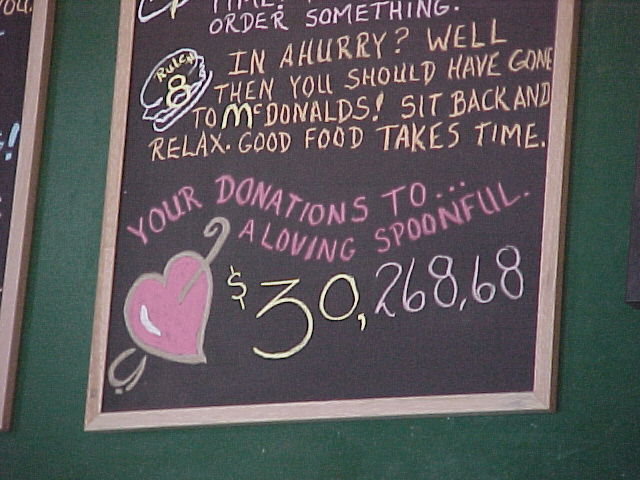 ORDER SOMETHING.
RULE#
8
IN A HURRY? WELL
THEN YOU SHOULD HAVE GONE
TO McDONALDS! SIT BACK AND
RELAX. GOOD FOOD TAKES TIME.
YOUR DONATIONS TO...
A LOVING SPOONFUL.
$30,268,68